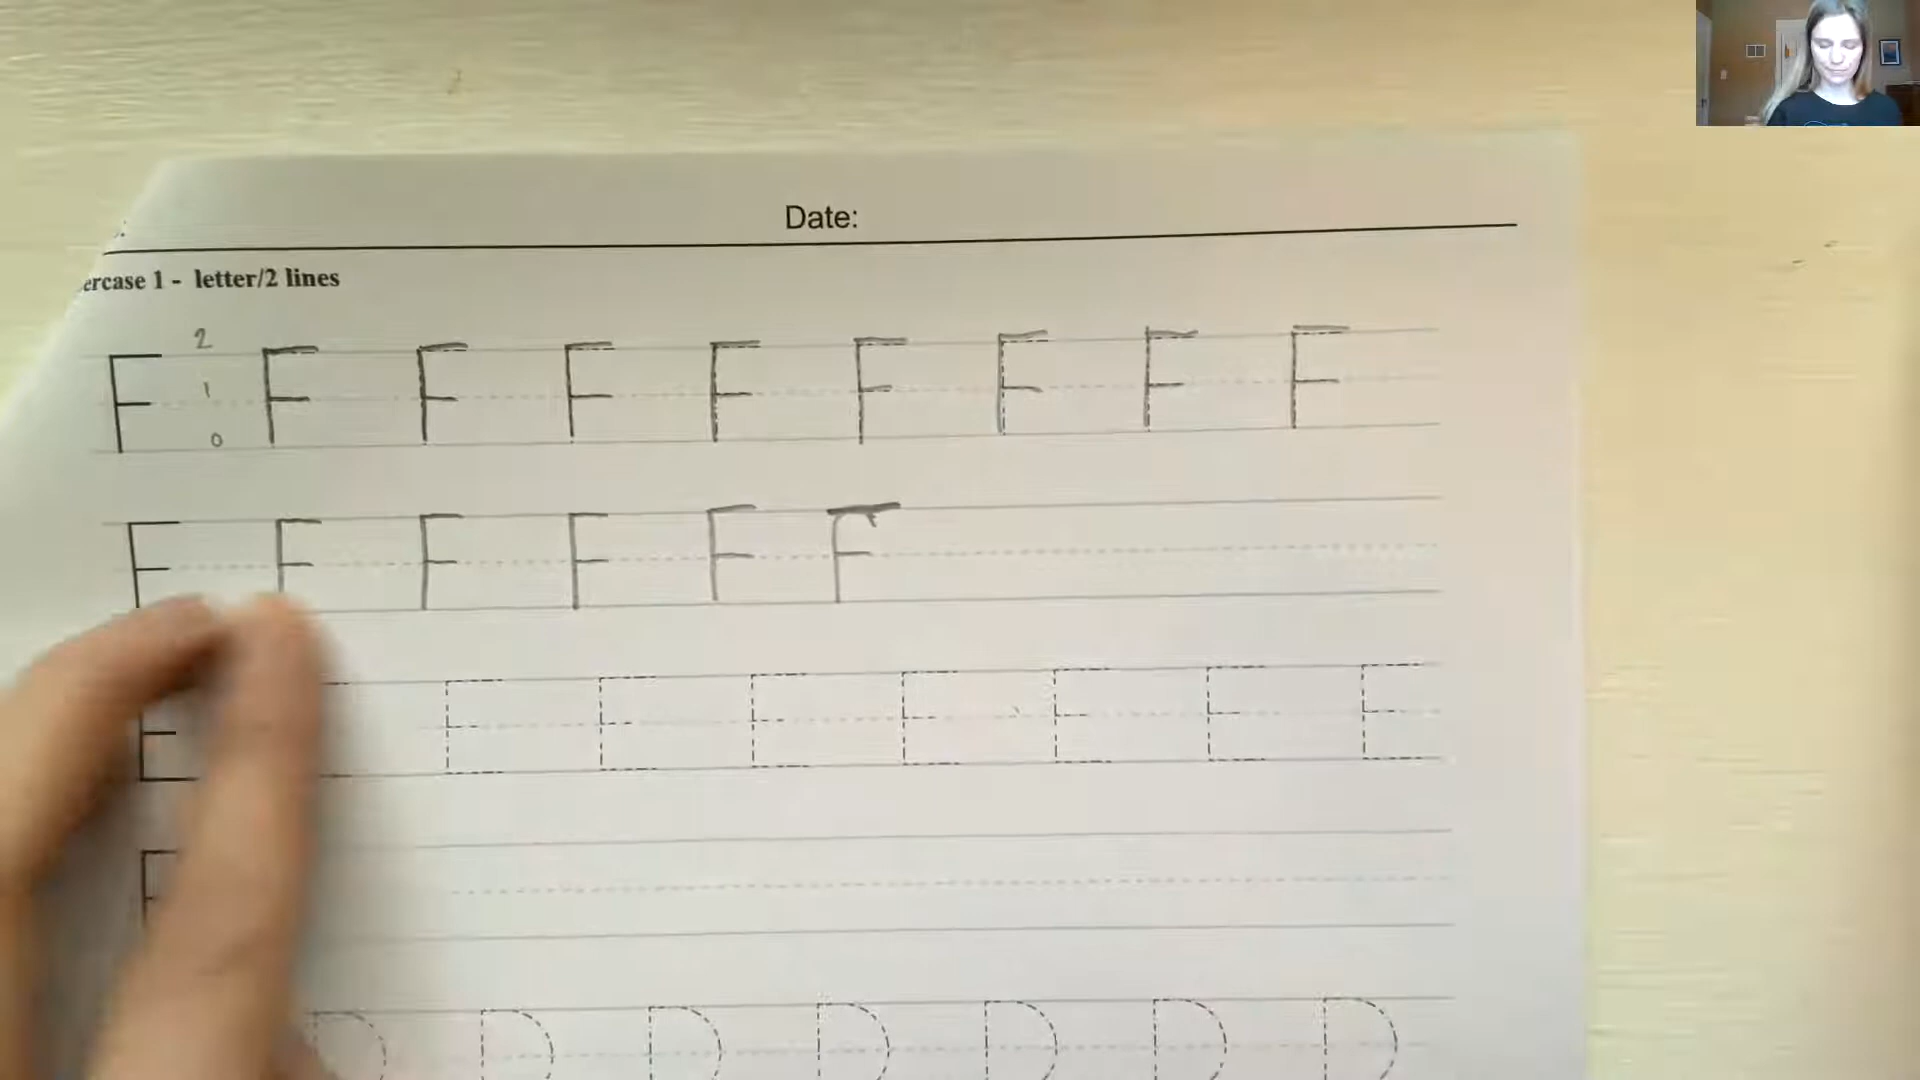 Date:
ercase 1 - letter/2 lines
2
F F F F F F F F F
1
0
F F F F F F
E E E E E E E E
D D D D D D D